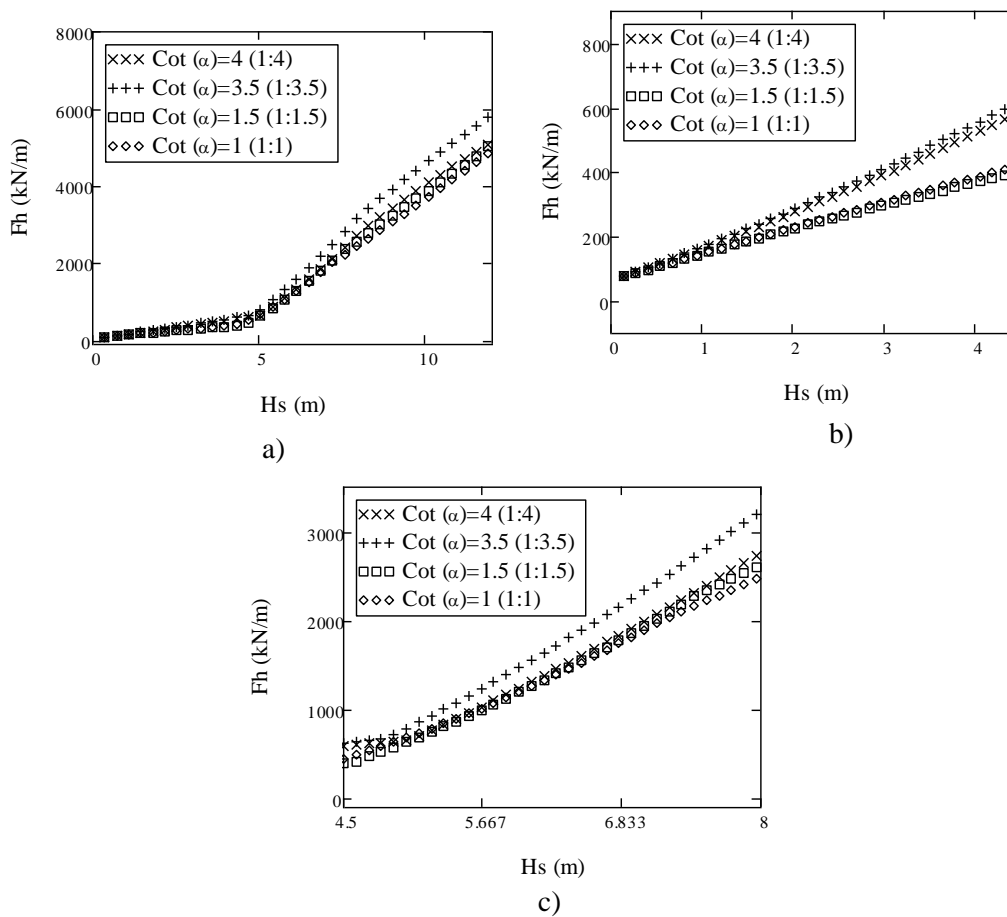 8000
6000
4000
2000
0
Fh (kN/m)
Cot (α)=4 (1:4)
Cot (α)=3.5 (1:3.5)
Cot (α)=1.5 (1:1.5)
Cot (α)=1 (1:1)
0
5
10
Hs (m)
a)
800
600
400
200
0
Fh (kN/m)
Cot (α)=4 (1:4)
Cot (α)=3.5 (1:3.5)
Cot (α)=1.5 (1:1.5)
Cot (α)=1 (1:1)
0
1
2
3
4
Hs (m)
b)
3000
2000
1000
0
Fh (kN/m)
Cot (α)=4 (1:4)
Cot (α)=3.5 (1:3.5)
Cot (α)=1.5 (1:1.5)
Cot (α)=1 (1:1)
4.5
5.667
6.833
8
Hs (m)
c)